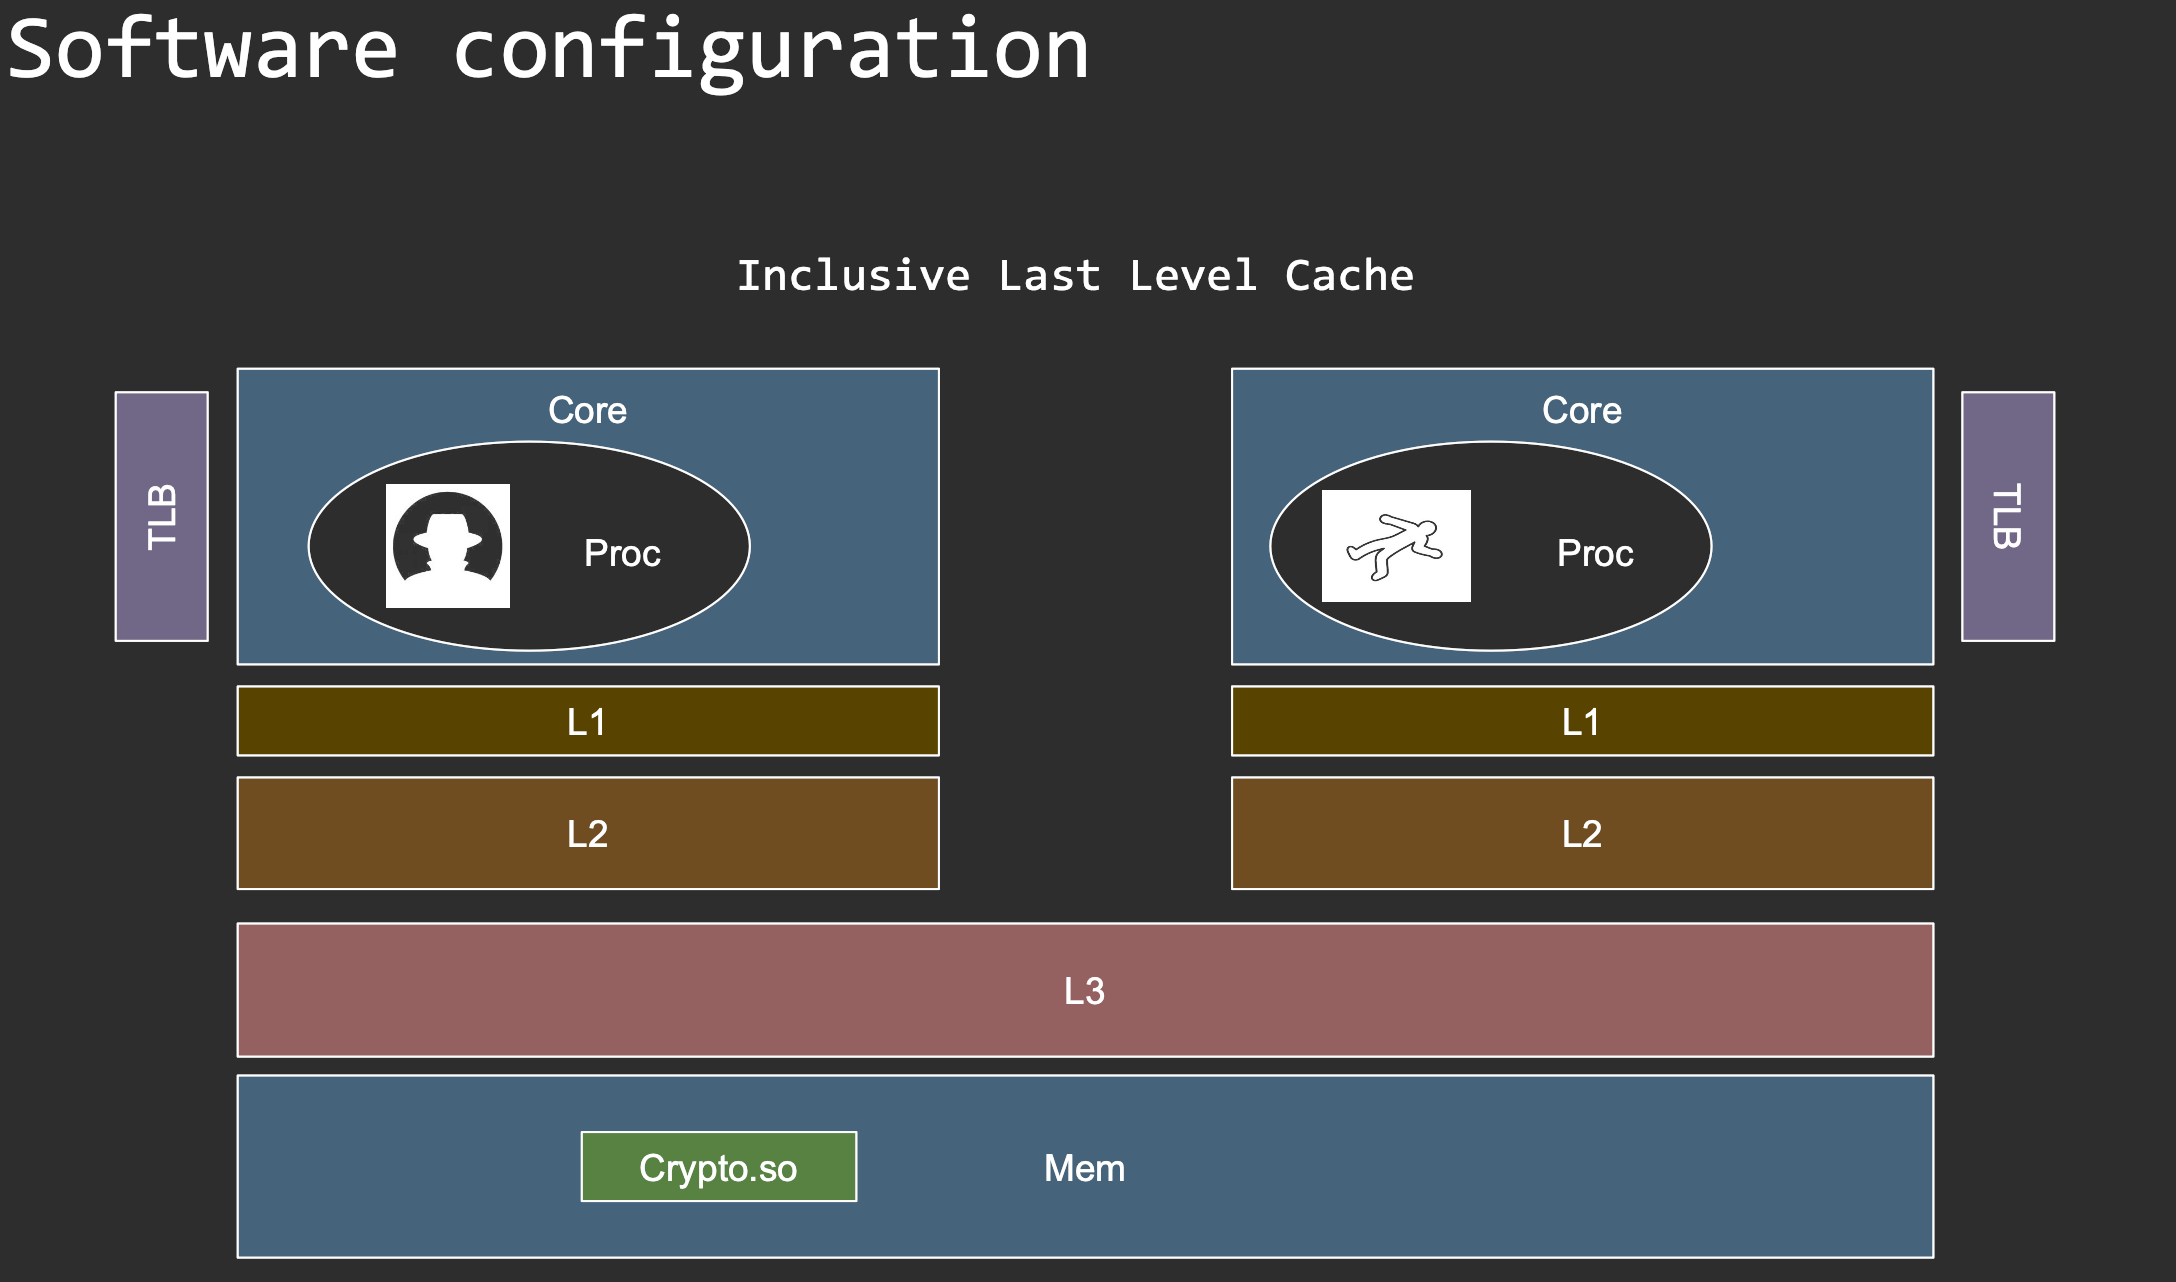 Software configuration
Inclusive Last Level Cache
TLB
Core
Proc
Core
Proc
TLB
L1
L1
L2
L2
L3
Crypto.so
Mem